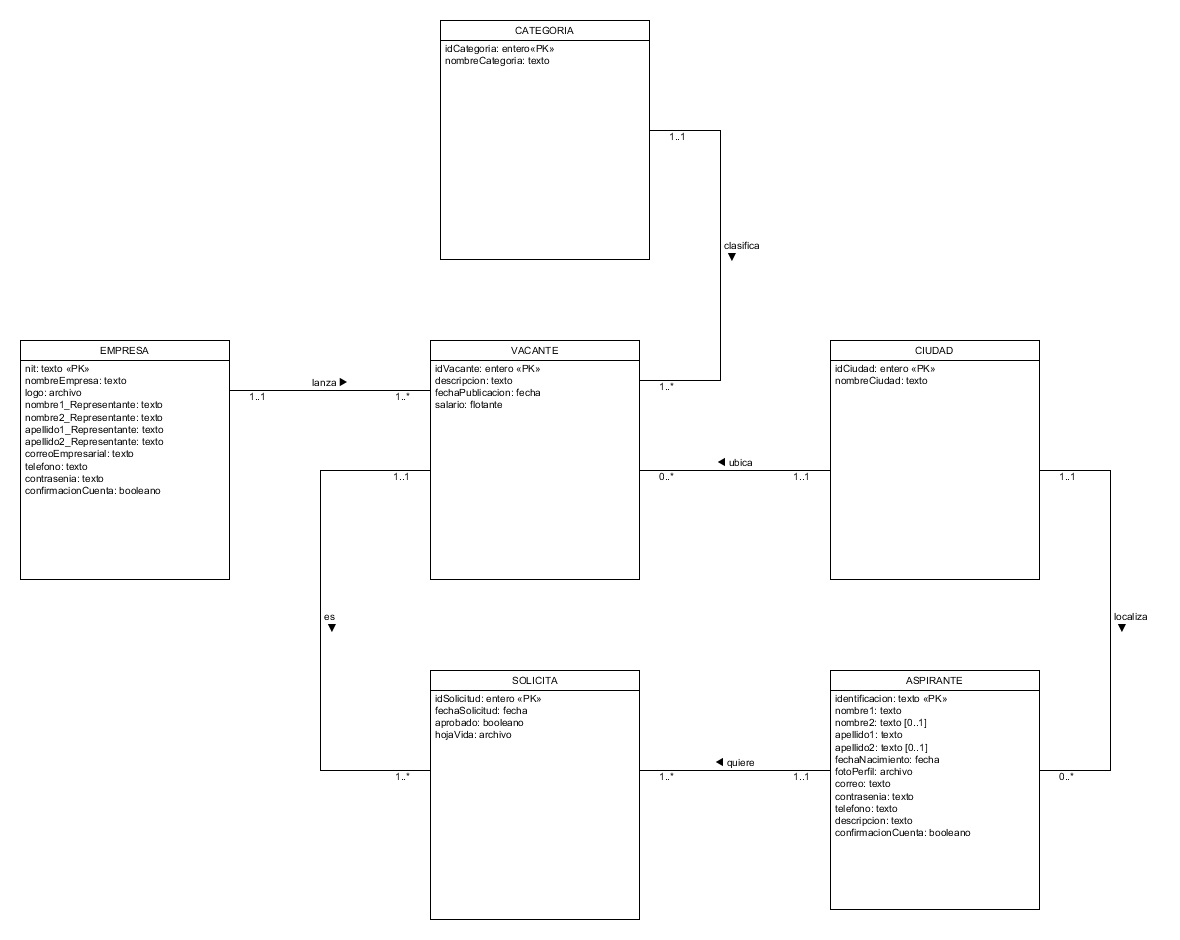 CATEGORIA
idCategoria: entero«PK»
nombreCategoria: texto
1..1
clasifica
EMPRESA
nit: texto «PK»
nombreEmpresa: texto
logo: archivo
nombre1_Representante: texto
nombre2_Representante: texto
apellido1_Representante: texto
apellido2_Representante: texto
correoEmpresarial: texto
telefono: texto
contrasenia: texto
confirmacionCuenta: booleano
lanza
1..1
1..*
VACANTE
idVacante: entero «PK»
descripcion: texto
fechaPublicacion: fecha
salario: flotante
1..*
CIUDAD
idCiudad: entero «PK»
nombreCiudad: texto
ubica
1..1
0..*
1..1
1..1
es
localiza
SOLICITA
idSolicitud: entero «PK»
fechaSolicitud: fecha
aprobado: booleano
hojaVida: archivo
ASPIRANTE
identificacion: texto «PK»
nombre1: texto
nombre2: texto [0..1]
apellido1: texto
apellido2: texto [0..1]
fechaNacimiento: fecha
fotoPerfil: archivo
correo: texto
contrasenia: texto
telefono: texto
descripcion: texto
confirmacionCuenta: booleano
quiere
1..*
1..*
1..1
0..*